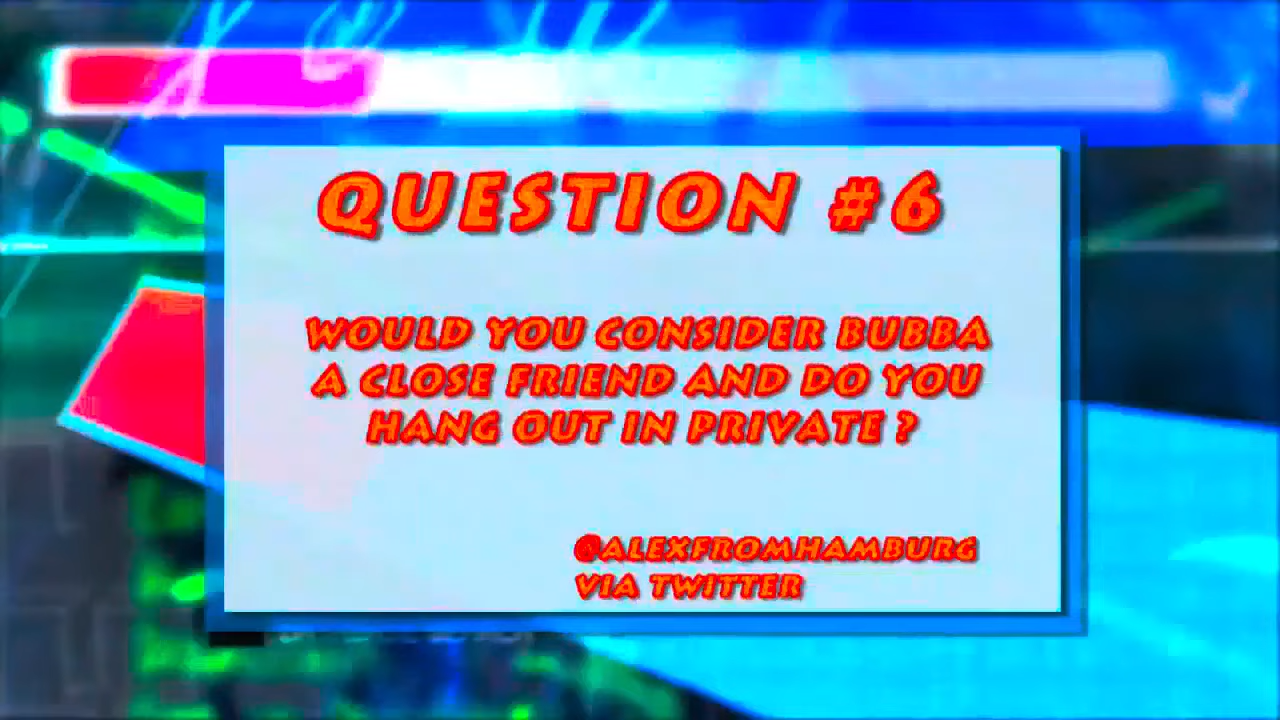 QUESTION #6
WOULD YOU CONSIDER BUBBA
A CLOSE FRIEND AND DO YOU
HANG OUT IN PRIVATE ?
@ALEXFROMHAMBURG
VIA TWITTER